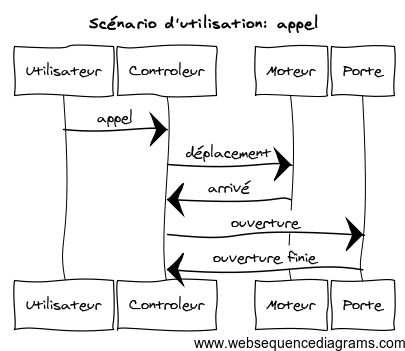 Scénario d'utilisation: appel
Utilisateur Controleur Moteur Porte
appel
déplacement
arrivé
ouverture
ouverture finie
Utilisateur Controleur Moteur Porte
www.websequencediagrams.com